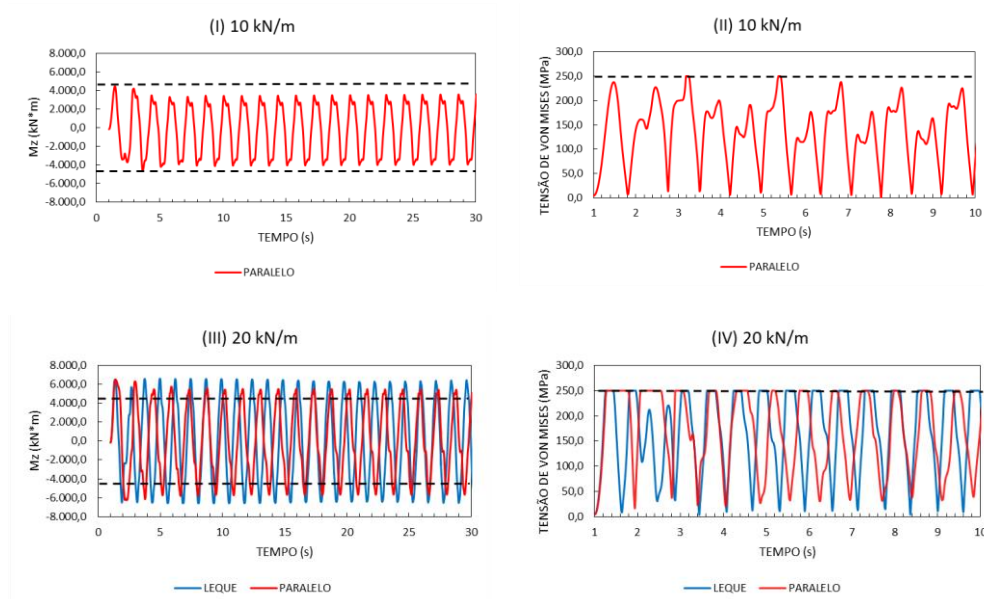 (I) 10 kN/m
Mz (kN*m)
8.000,0
6.000,0
4.000,0
2.000,0
0,0
-2.000,0
-4.000,0
-6.000,0
-8.000,0
0 5 10 15 20 25 30
TEMPO (s)
PARALELO
(II) 10 kN/m
TENSÃO DE VON MISES (MPa)
300,0
250,0
200,0
150,0
100,0
50,0
0,0
1 2 3 4 5 6 7 8 9 10
TEMPO (s)
PARALELO
(III) 20 kN/m
Mz (kN*m)
8.000,0
6.000,0
4.000,0
2.000,0
0,0
-2.000,0
-4.000,0
-6.000,0
-8.000,0
0 5 10 15 20 25 30
TEMPO (s)
LEQUE PARALELO
(IV) 20 kN/m
TENSÃO DE VON MISES (MPa)
300,0
250,0
200,0
150,0
100,0
50,0
0,0
1 2 3 4 5 6 7 8 9 10
TEMPO (s)
LEQUE PARALELO